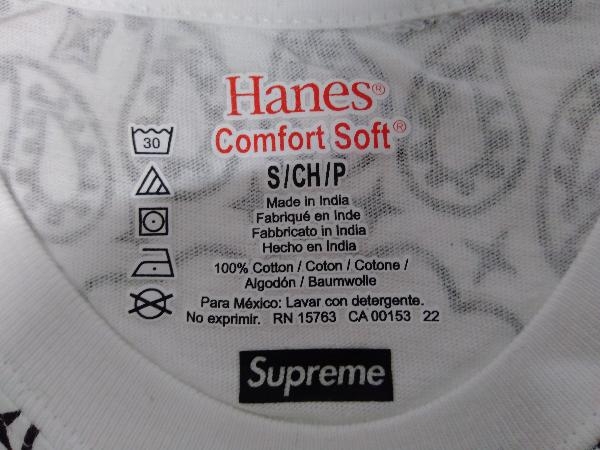 Hanes®
Comfort Soft®
30
S/CH/P
Made in India
Fabriqué en Inde
Fabbricato in India
Hecho en India
100% Cotton / Coton / Cotone /
Algodón / Baumwolle
Para México: Lavar con detergente.
No exprimir. RN 15763 CA 00153 22
Supreme